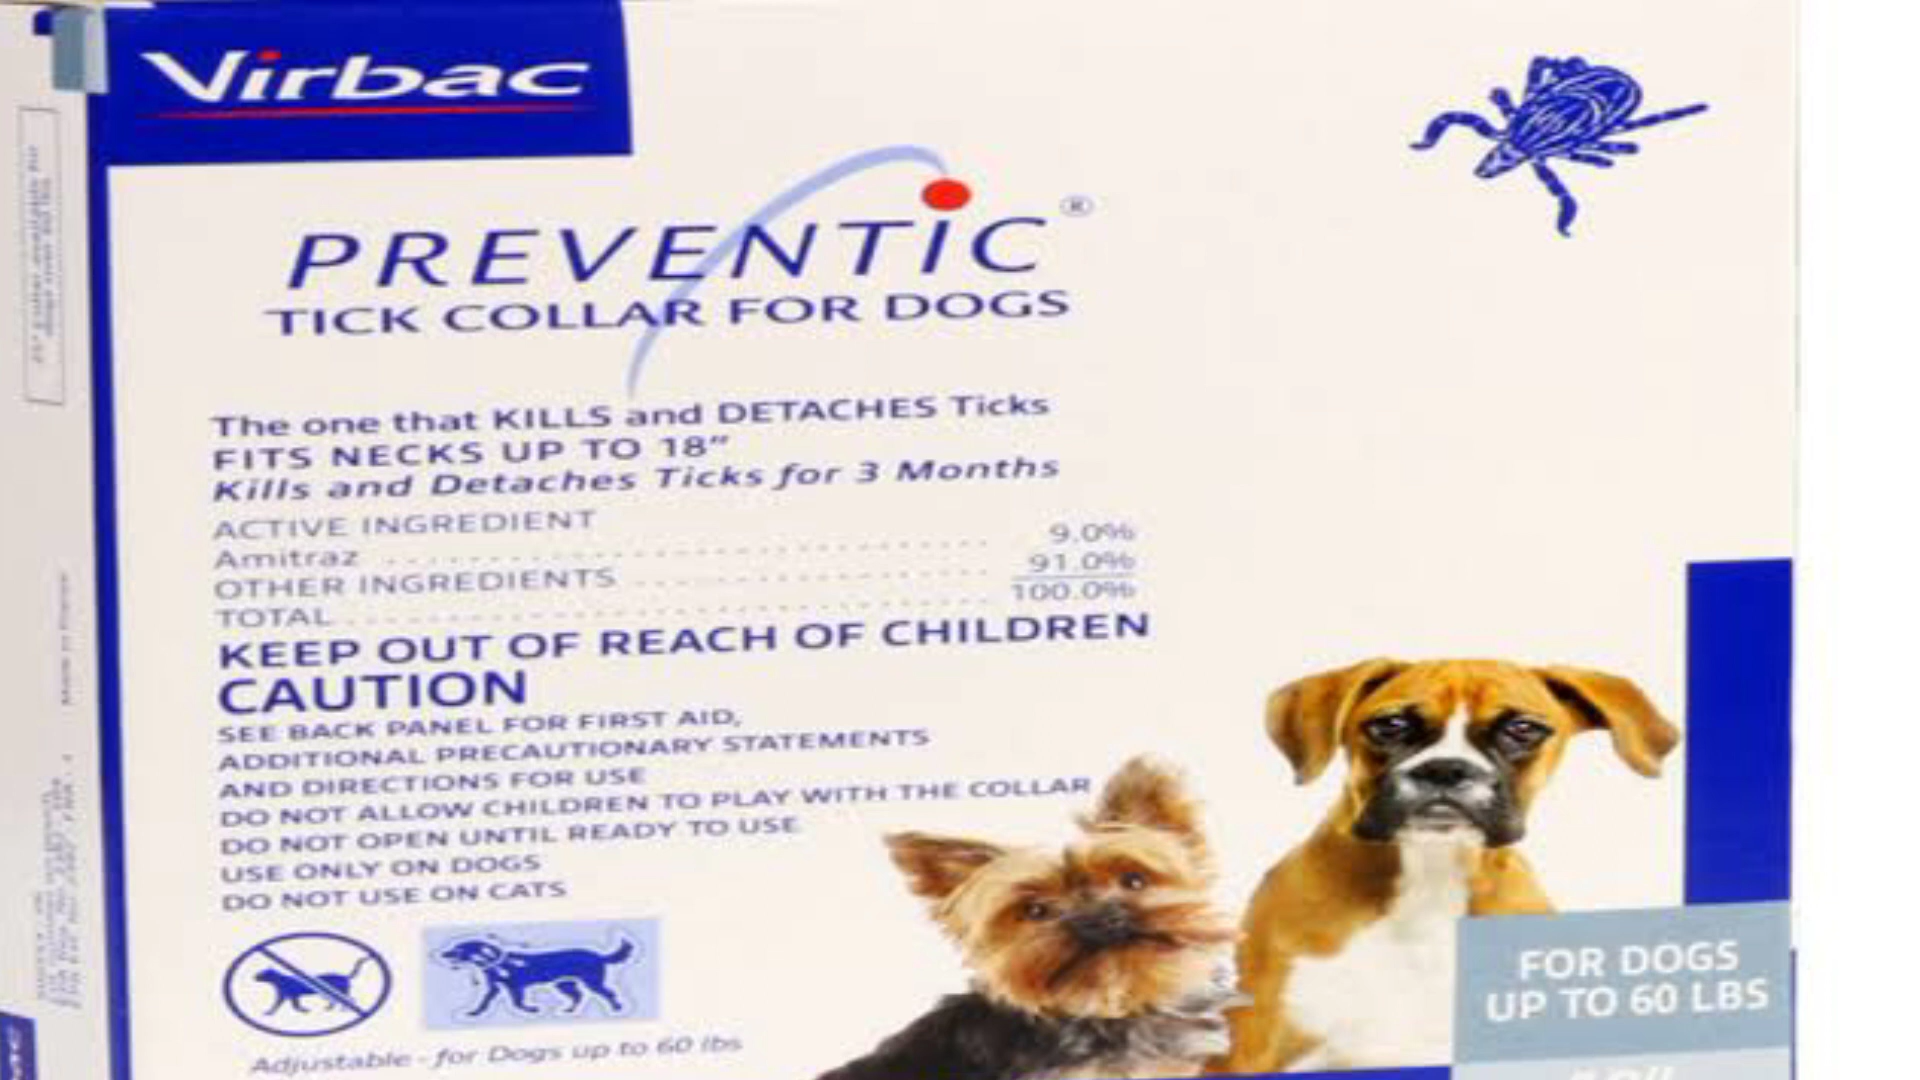 Virbac
PREVENTIC®
TICK COLLAR FOR DOGS
The one that KILLS and DETACHES Ticks
FITS NECKS UP TO 18"
Kills and Detaches Ticks for 3 Months
ACTIVE INGREDIENT
Amitraz 9.0%
OTHER INGREDIENTS 91.0%
TOTAL 100.0%
KEEP OUT OF REACH OF CHILDREN
CAUTION
SEE BACK PANEL FOR FIRST AID,
ADDITIONAL PRECAUTIONARY STATEMENTS
AND DIRECTIONS FOR USE
DO NOT ALLOW CHILDREN TO PLAY WITH THE COLLAR
DO NOT OPEN UNTIL READY TO USE
USE ONLY ON DOGS
DO NOT USE ON CATS
Adjustable - for Dogs up to 60 lbs
FOR DOGS
UP TO 60 LBS